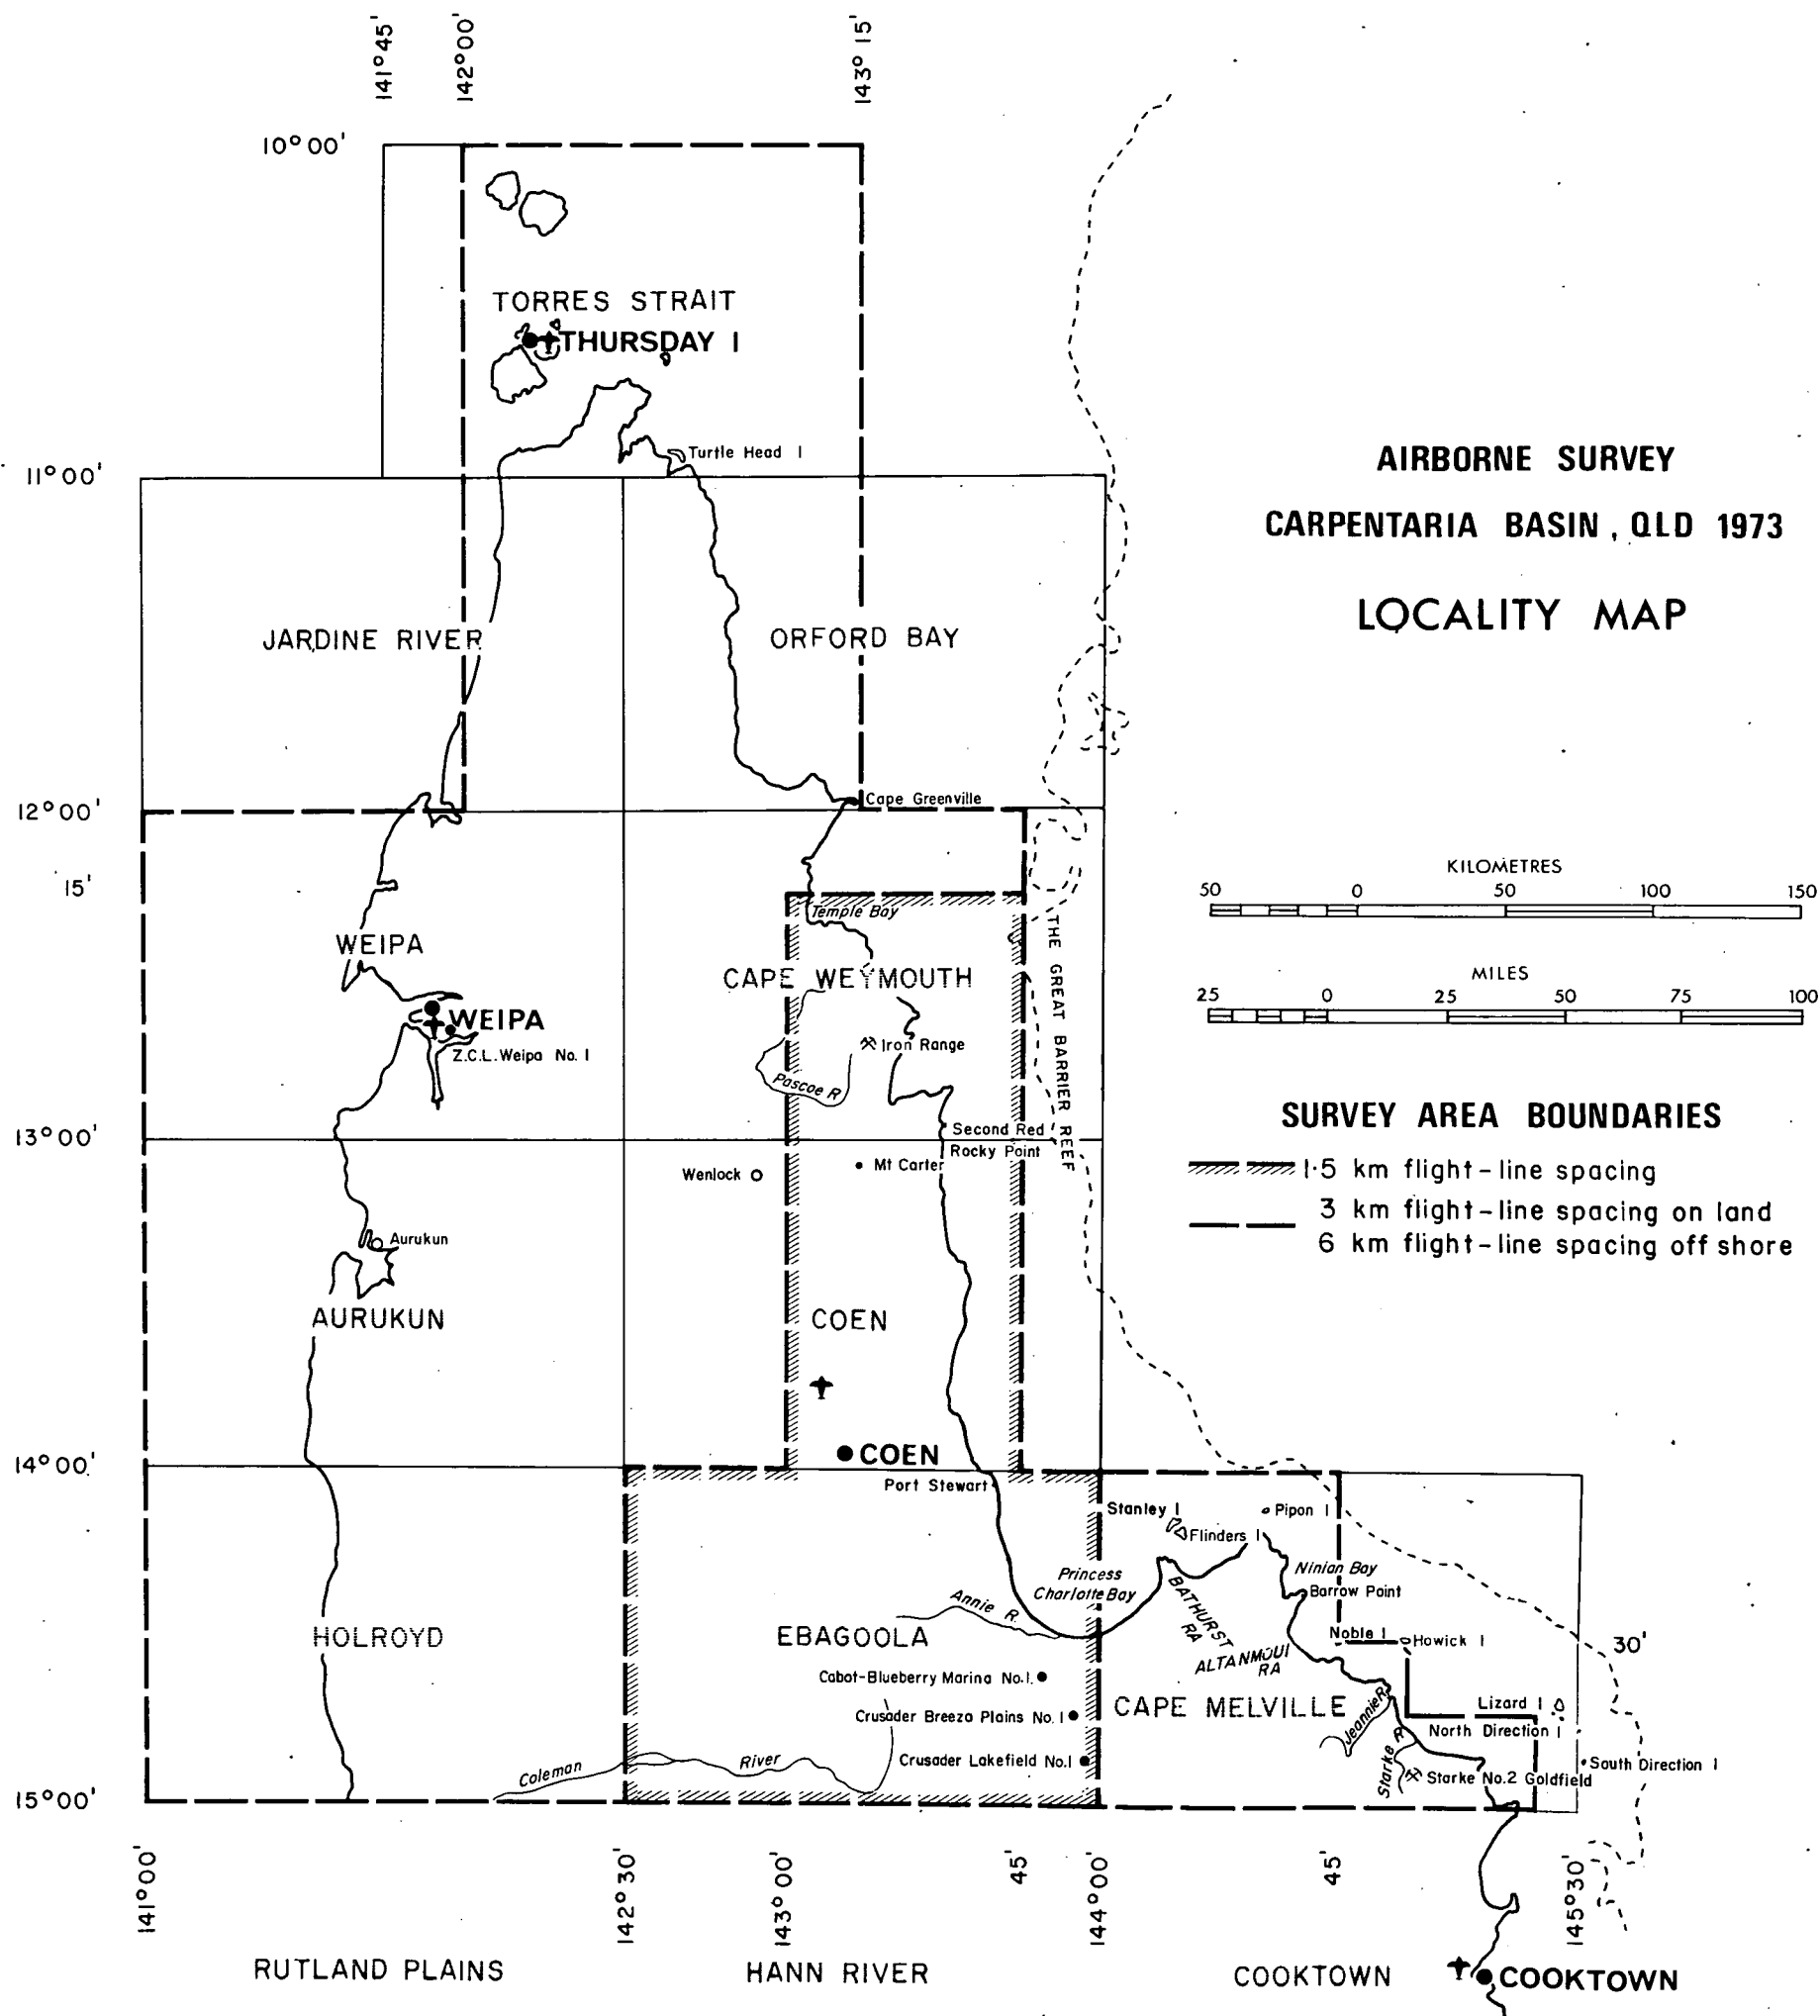 141°45'
142°00'
143°15'
10°00'
TORRES STRAIT
THURSDAY I
Turtle Head I
11°00'
AIRBORNE SURVEY
CARPENTARIA BASIN, QLD 1973
LOCALITY MAP
JARDINE RIVER
ORFORD BAY
Cape Greenville
12°00'
15'
KILOMETRES
50 0 50 100 150
Temple Bay
THE GREAT BARRIER REEF
WEIPA
CAPE WEYMOUTH
MILES
25 0 25 50 75 100
WEIPA
Z.C.L. Weipa No. 1
Iron Range
Pascoe R
SURVEY AREA BOUNDARIES
1·5 km flight-line spacing
3 km flight-line spacing on land
6 km flight-line spacing off shore
13°00'
Second Red
Rocky Point
Wenlock
Mt Carter
Aurukun
AURUKUN
COEN
COEN
14°00'
Port Stewart
Stanley I
Pipon I
Flinders I
Princess
Charlotte Bay
Ninian Bay
Barrow Point
BATHURST
RA
Annie R.
HOLROYD
EBAGOOLA
Noble I
Howick I
30'
ALTANMOUI
RA
Cabot-Blueberry Marina No.1.
CAPE MELVILLE
Jeannie R
Lizard I
Crusader Breeza Plains No. 1
North Direction I
Starke R
Crusader Lakefield No.1
South Direction I
Coleman River
Starke No.2 Goldfield
15°00'
141°00'
142°30'
143°00'
45'
144°00'
45'
145°30'
RUTLAND PLAINS
HANN RIVER
COOKTOWN
COOKTOWN